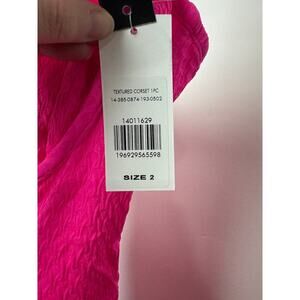 TEXTURED CORSET 1PC
14-385-0874-193-0502
14011629
196929565598
SIZE 2